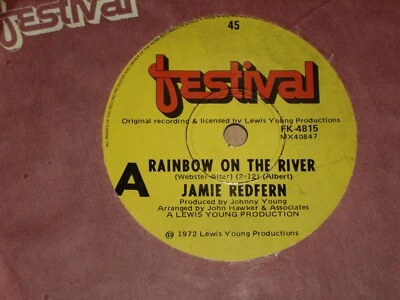 festival
45
festival
Original recording & licensed by Lewis Young Productions
FK-4815
MX40847
A
RAINBOW ON THE RIVER
(Webster-Alter) (2:12) (Albert)
JAMIE REDFERN
Produced by Johnny Young
Arranged by John Hawker & Associates
A LEWIS YOUNG PRODUCTION
Ⓟ 1972 Lewis Young Productions